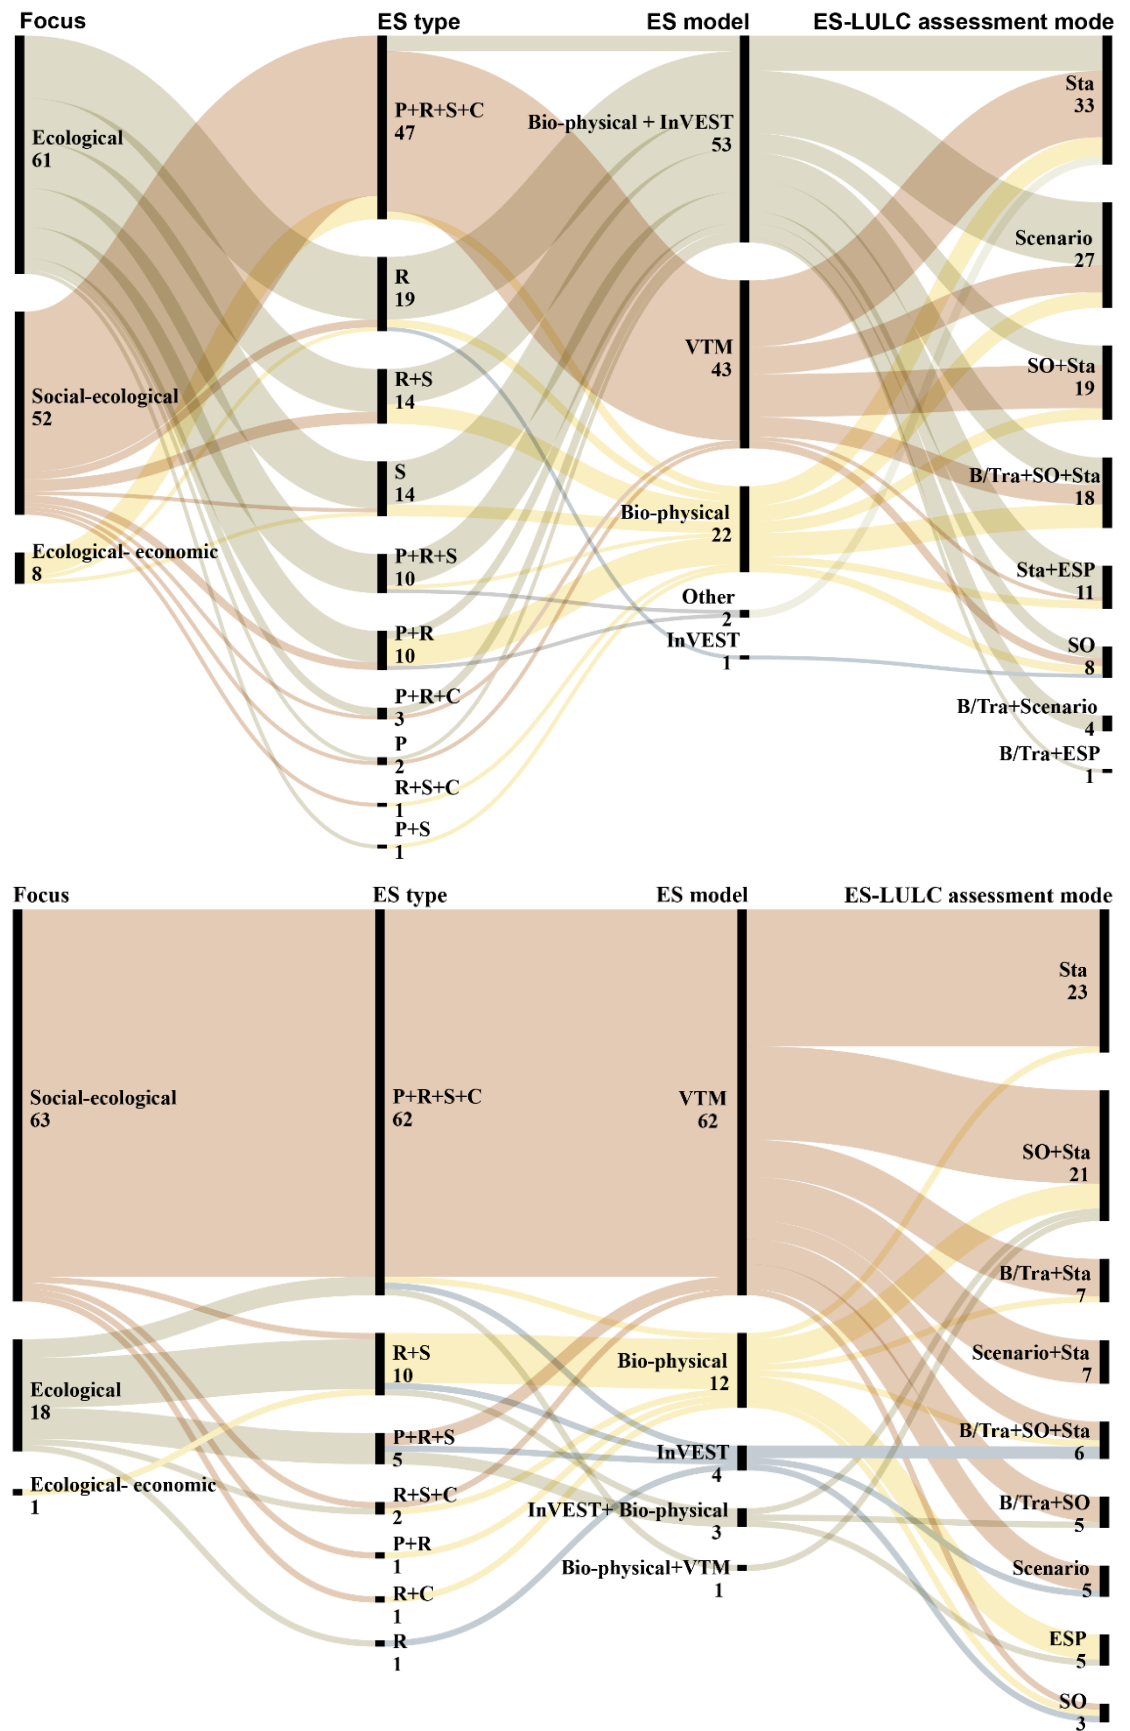 Focus ES type ES model ES-LULC assessment mode
Ecological
61
Social-ecological
52
Ecological- economic
8
P+R+S+C
47
R
19
R+S
14
S
14
P+R+S
10
P+R
10
P+R+C
3
P
2
R+S+C
1
P+S
1
Bio-physical + InVEST
53
VTM
43
Bio-physical
22
Other
2
InVEST
1
Sta
33
Scenario
27
SO+Sta
19
B/Tra+SO+Sta
18
Sta+ESP
11
SO
8
B/Tra+Scenario
4
B/Tra+ESP
1
Focus ES type ES model ES-LULC assessment mode
Social-ecological
63
Ecological
18
Ecological- economic
1
P+R+S+C
62
R+S
10
P+R+S
5
R+S+C
2
P+R
1
R+C
1
R
1
VTM
62
Bio-physical
12
InVEST
4
InVEST+ Bio-physical
3
Bio-physical+VTM
1
Sta
23
SO+Sta
21
B/Tra+Sta
7
Scenario+Sta
7
B/Tra+SO+Sta
6
B/Tra+SO
5
Scenario
5
ESP
5
SO
3